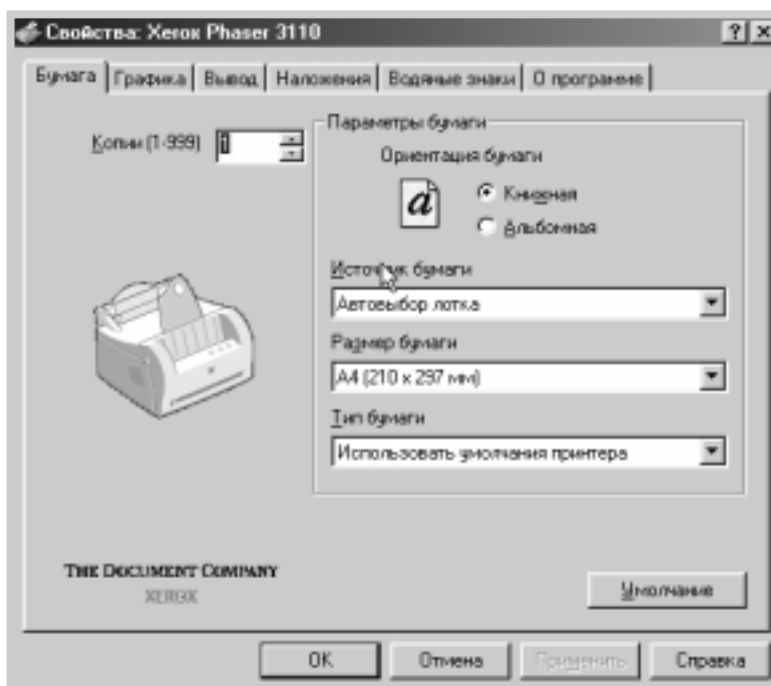 Свойства: Xerox Phaser 3110
Бумага Графика Вывод Наложения Водяные знаки О программе
Копии (1-999) 1
Параметры бумаги
Ориентация бумаги
a
Книжная
Альбомная
Источник бумаги
Автовыбор лотка
Размер бумаги
A4 (210 x 297 мм)
Тип бумаги
Использовать умолчания принтера
THE DOCUMENT COMPANY
XEROX
Умолчание
OK Отмена Применить Справка